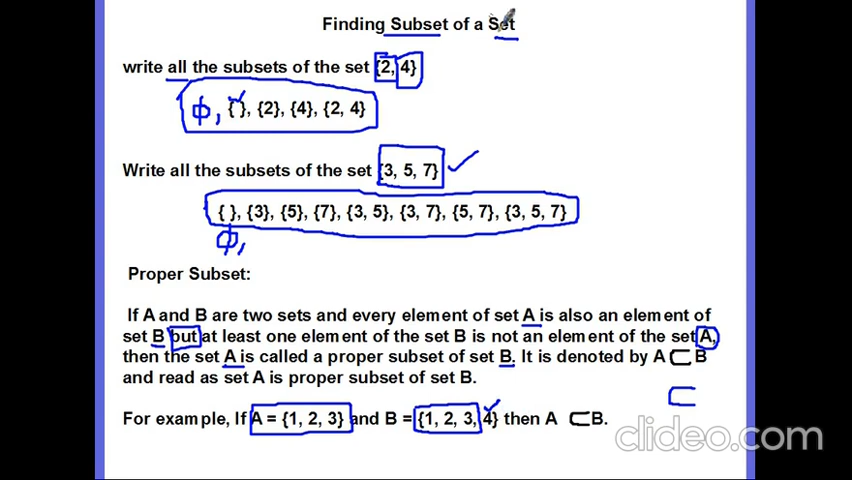 Finding Subset of a Set
write all the subsets of the set {2, 4}
ϕ, { }, {2}, {4}, {2, 4}
Write all the subsets of the set {3, 5, 7}
{ }, {3}, {5}, {7}, {3, 5}, {3, 7}, {5, 7}, {3, 5, 7}
ϕ,
Proper Subset:
If A and B are two sets and every element of set A is also an element of
set B but at least one element of the set B is not an element of the set A,
then the set A is called a proper subset of set B. It is denoted by A ⊂ B
and read as set A is proper subset of set B.
⊂
For example, If A = {1, 2, 3} and B = {1, 2, 3, 4} then A ⊂ B.
clideo.com